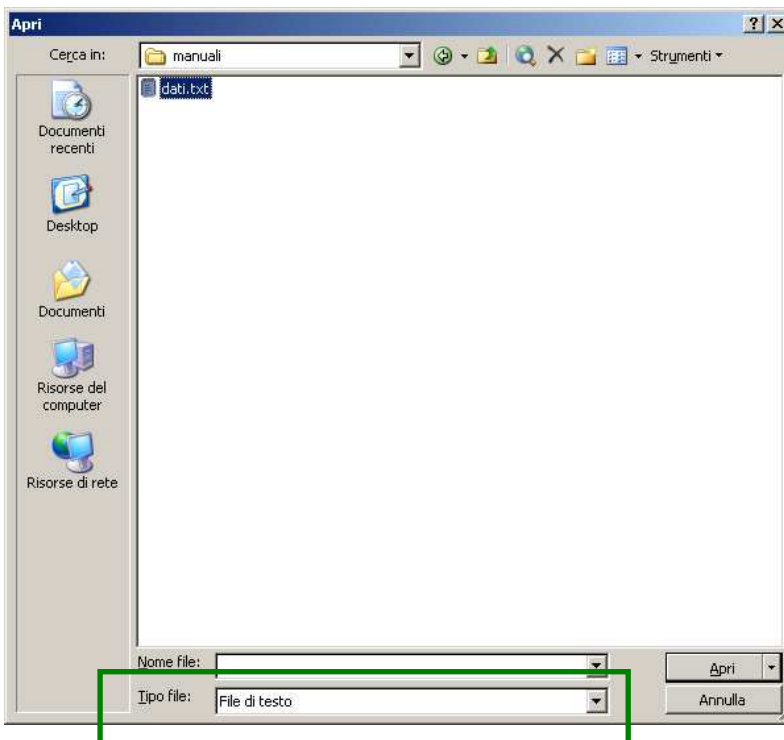 Apri
Cerca in: manuali Strumenti
dati.txt
Documenti
recenti
Desktop
Documenti
Risorse del
computer
Risorse di rete
Nome file: Apri
Tipo file: File di testo Annulla